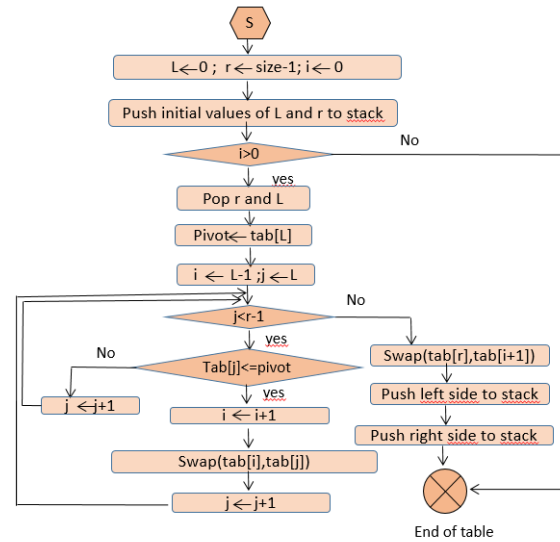 S
L←0 ; r←size-1; i←0
Push initial values of L and r to stack
No
i>0
yes
Pop r and L
Pivot← tab[L]
i ← L-1 ;j ←L
No
j<r-1
yes
Swap(tab[r],tab[i+1])
No
Tab[j]<=pivot
yes
Push left side to stack
j ←j+1
i ← i+1
Push right side to stack
Swap(tab[i],tab[j])
j ← j+1
End of table